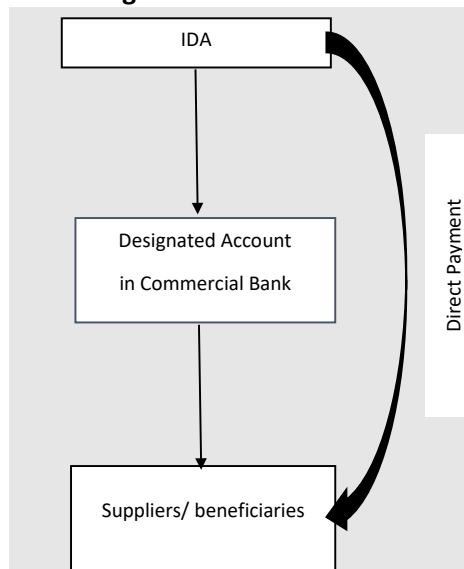 IDA
Designated Account
in Commercial Bank
Direct Payment
Suppliers/ beneficiaries